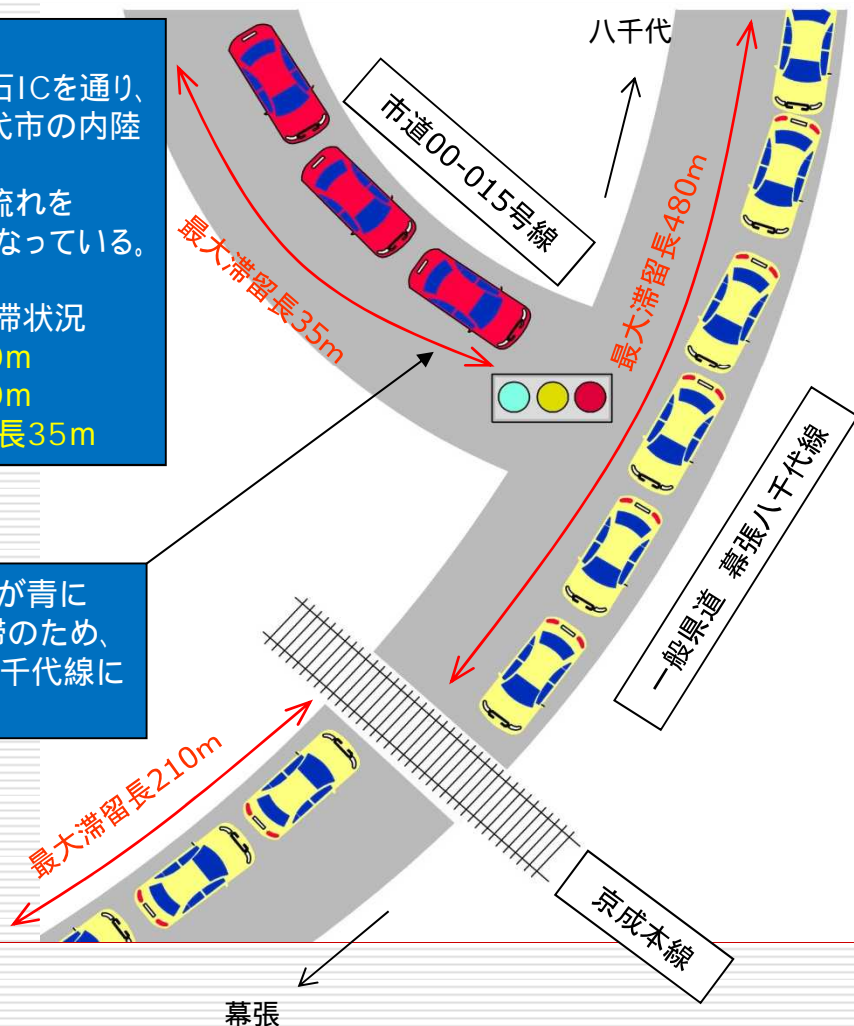 石ICを通り、
代市の内陸
流れを
なっている。
滞状況
0m
0m
長35m
八千代
市道00-015号線
最大滞留長35m
最大滞留長480m
一般県道 幕張八千代線
が青に
滞のため、
千代線に
最大滞留長210m
京成本線
幕張